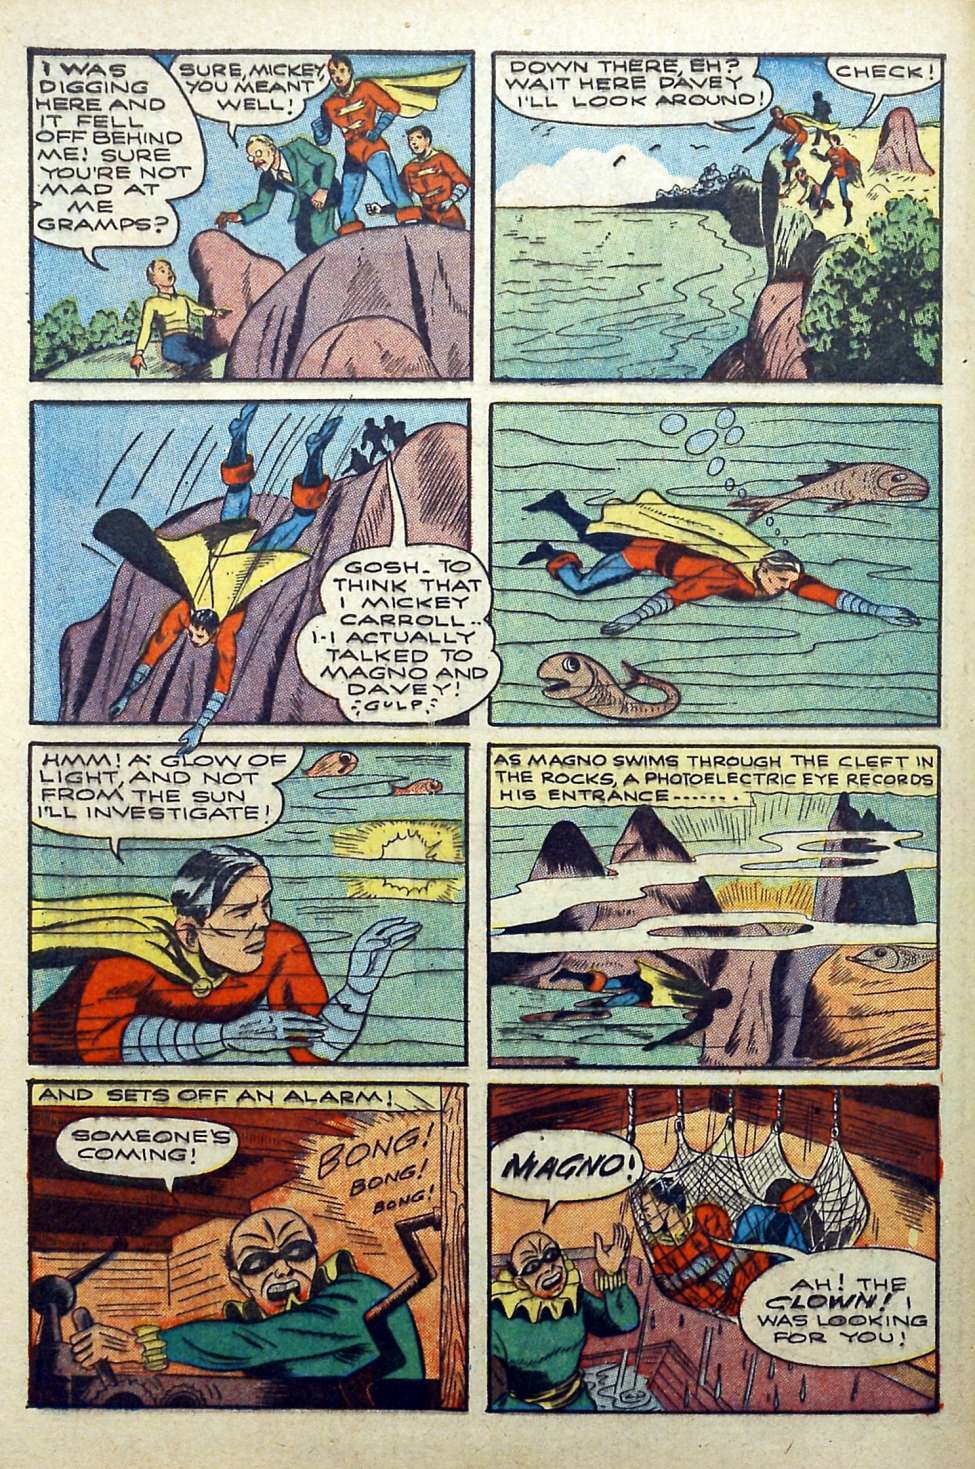 I WAS
DIGGING
HERE AND
IT FELL
OFF BEHIND
ME! SURE
YOU'RE NOT
MAD AT
ME
GRAMPS?
SURE, MICKEY,
YOU MEANT
WELL!
DOWN THERE, EH?
WAIT HERE DAVEY
I'LL LOOK AROUND!
CHECK!
GOSH_ TO
THINK THAT
I MICKEY
CARROLL--
I-I ACTUALLY
TALKED TO
MAGNO AND
DAVEY!
GULP,
HMM! A GLOW OF
LIGHT, AND NOT
FROM THE SUN
I'LL INVESTIGATE!
AS MAGNO SWIMS THROUGH THE CLEFT IN
THE ROCKS, A PHOTOELECTRIC EYE RECORDS
HIS ENTRANCE-------
AND SETS OFF AN ALARM!
SOMEONE'S
COMING!
BONG!
BONG!
BONG!
MAGNO!
AH! THE
CLOWN! I
WAS LOOKING
FOR YOU!